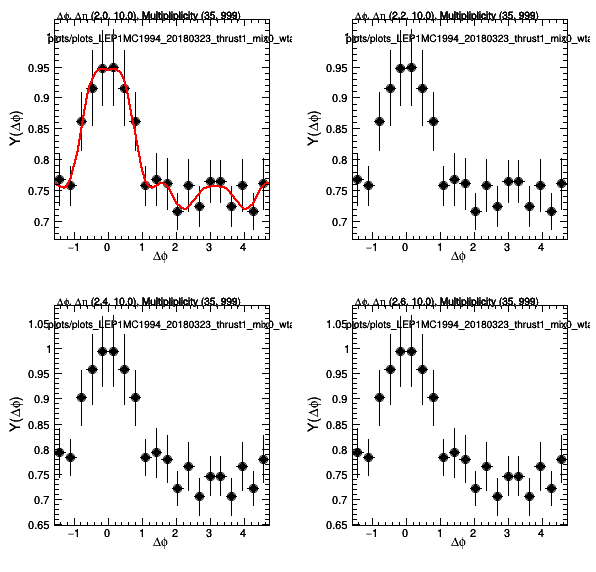 Δφ, Δη (2.0, 10.0), Multipliplicity (35, 999)
plots/plots_LEP1MC1994_20180323_thrust1_mix0_wta
0.95
0.9
0.85
0.8
0.75
0.7
Y(Δφ)
−1 0 1 2 3 4
Δφ
Δφ, Δη (2.2, 10.0), Multipliplicity (35, 999)
plots/plots_LEP1MC1994_20180323_thrust1_mix0_wta
0.95
0.9
0.85
0.8
0.75
0.7
Y(Δφ)
−1 0 1 2 3 4
Δφ
Δφ, Δη (2.4, 10.0), Multipliplicity (35, 999)
1.05
plots/plots_LEP1MC1994_20180323_thrust1_mix0_wta
1
0.95
0.9
0.85
0.8
0.75
0.7
0.65
Y(Δφ)
−1 0 1 2 3 4
Δφ
Δφ, Δη (2.6, 10.0), Multipliplicity (35, 999)
1.05
plots/plots_LEP1MC1994_20180323_thrust1_mix0_wta
1
0.95
0.9
0.85
0.8
0.75
0.7
0.65
Y(Δφ)
−1 0 1 2 3 4
Δφ